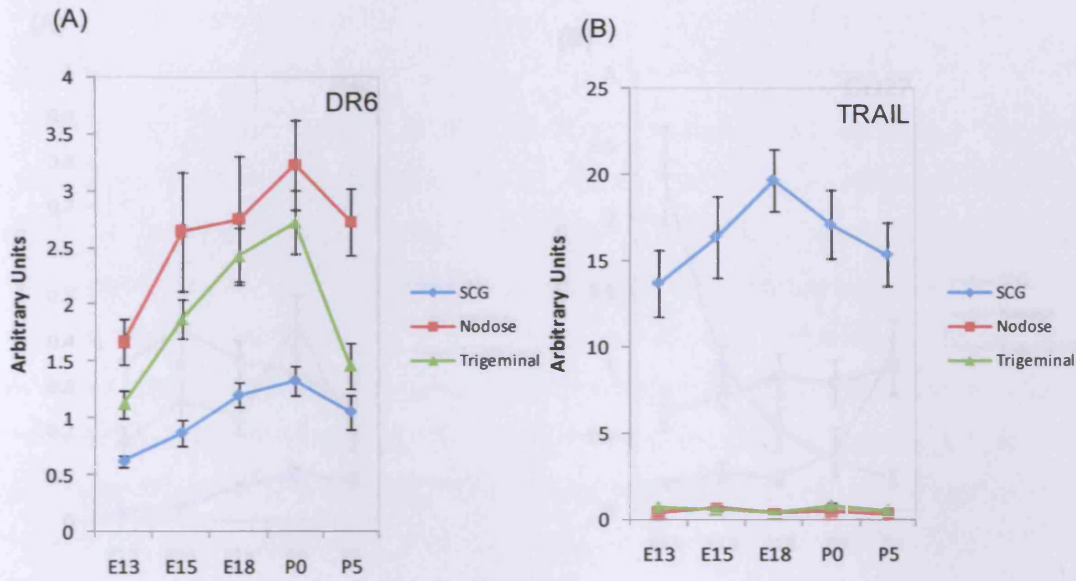 (A)
DR6
Arbitrary Units
4
3.5
3
2.5
2
1.5
1
0.5
0
E13 E15 E18 P0 P5
SCG
Nodose
Trigeminal
(B)
TRAIL
Arbitrary Units
25
20
15
10
5
0
E13 E15 E18 P0 P5
SCG
Nodose
Trigeminal